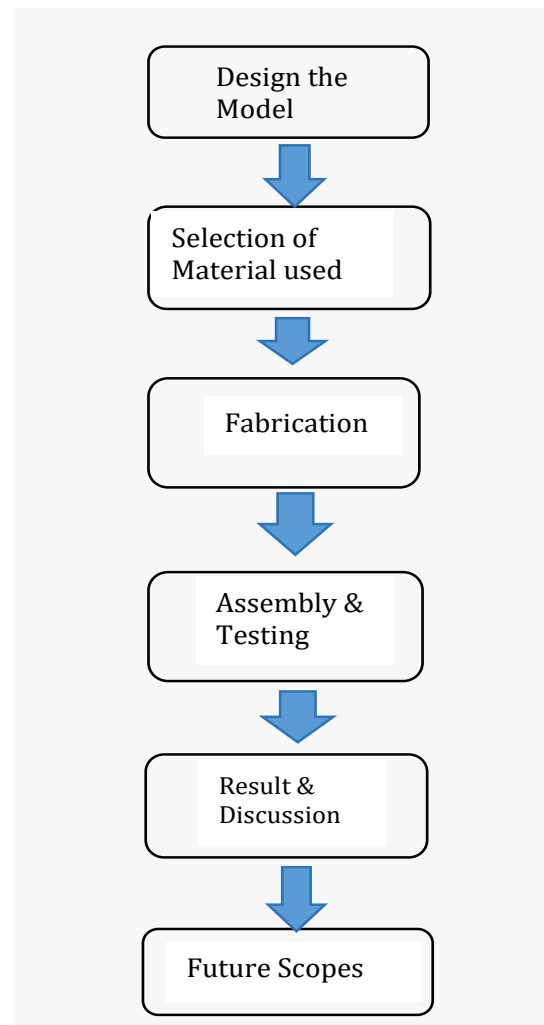 Design the
Model
Selection of
Material used
Fabrication
Assembly &
Testing
Result &
Discussion
Future Scopes